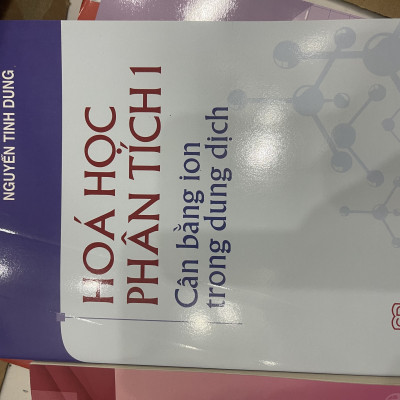 NGUYỄN TINH DUNG
HOÁ HỌC
PHÂN TÍCH 1
Cân bằng ion
trong dung dịch